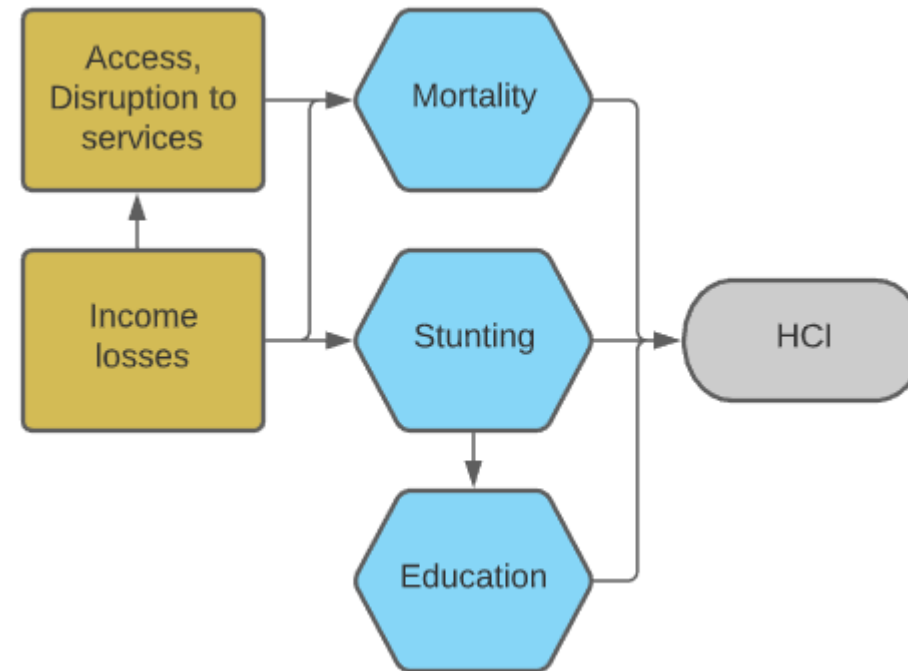 Access,
Disruption to
services
Mortality
Income
losses
Stunting
HCI
Education